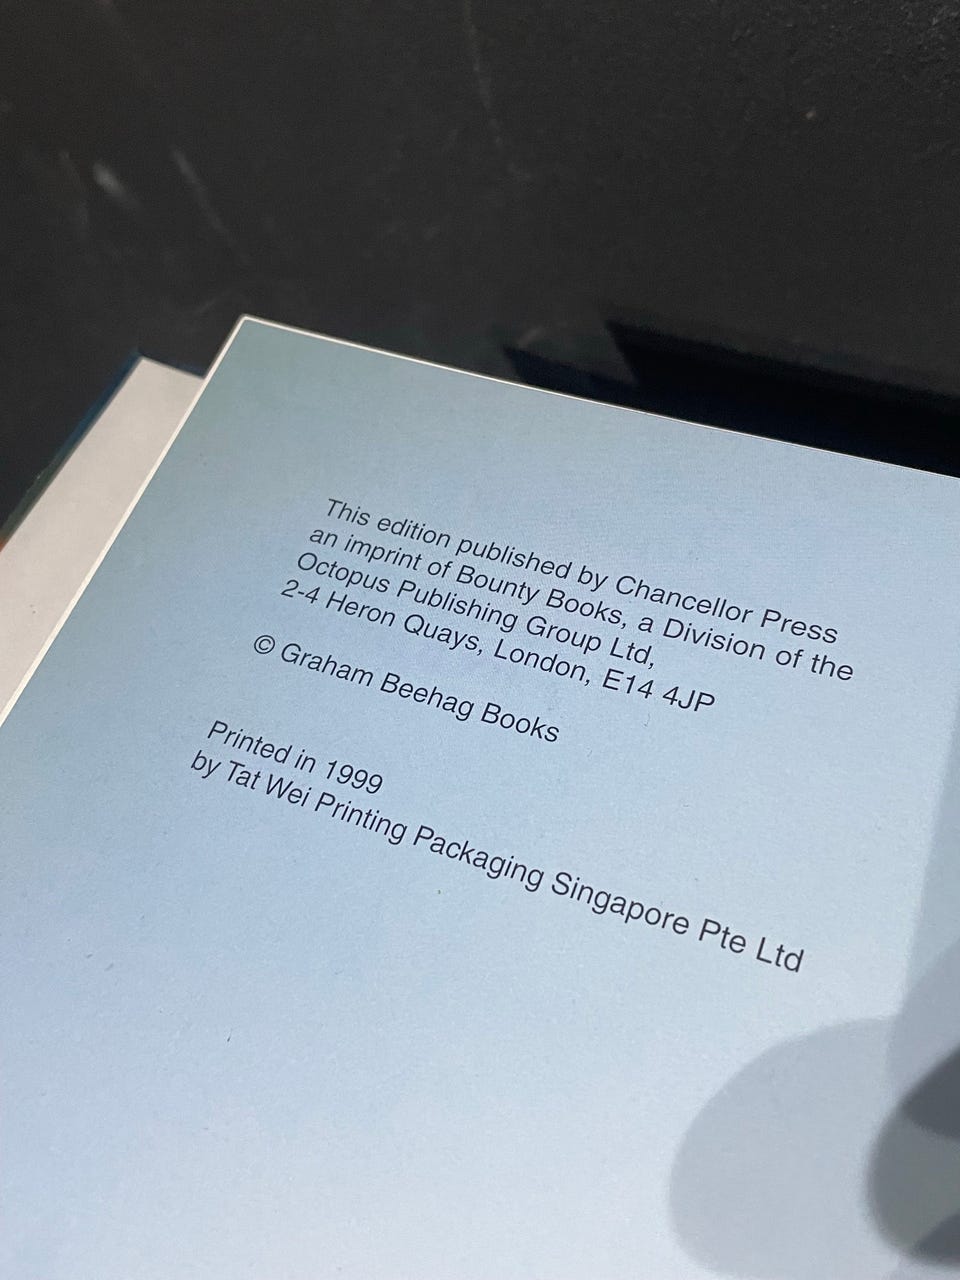 This edition published by Chancellor Press
an imprint of Bounty Books, a Division of the
Octopus Publishing Group Ltd,
2-4 Heron Quays, London, E14 4JP
© Graham Beehag Books
Printed in 1999
by Tat Wei Printing Packaging Singapore Pte Ltd